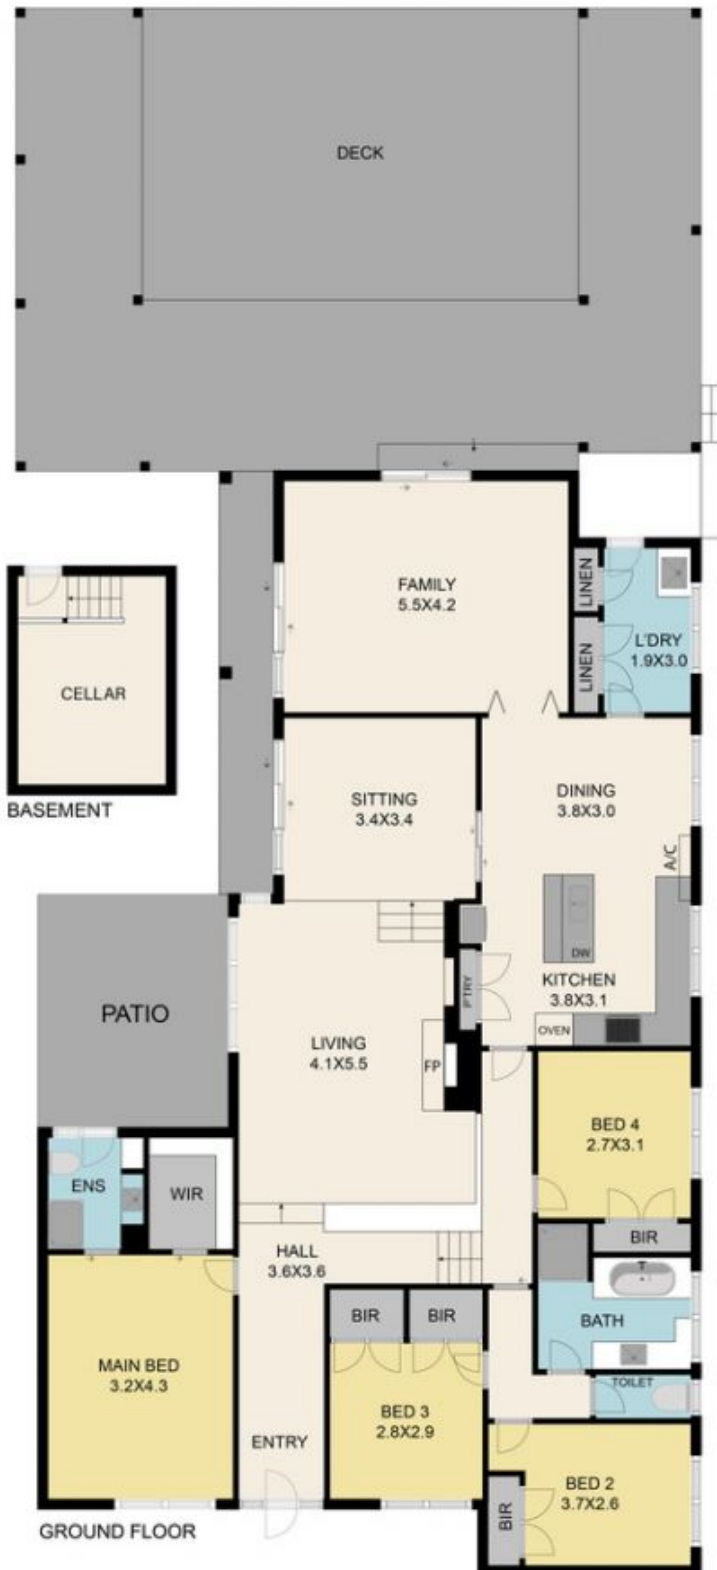 DECK
FAMILY
5.5X4.2
LINEN
LINEN
L'DRY
1.9X3.0
CELLAR
BASEMENT
SITTING
3.4X3.4
DINING
3.8X3.0
A/C
DW
KITCHEN
3.8X3.1
PTRY
OVEN
PATIO
LIVING
4.1X5.5
FP
BED 4
2.7X3.1
BIR
ENS
WIR
HALL
3.6X3.6
BATH
TOILET
MAIN BED
3.2X4.3
BIR
BIR
BED 3
2.8X2.9
ENTRY
BED 2
3.7X2.6
BIR
GROUND FLOOR